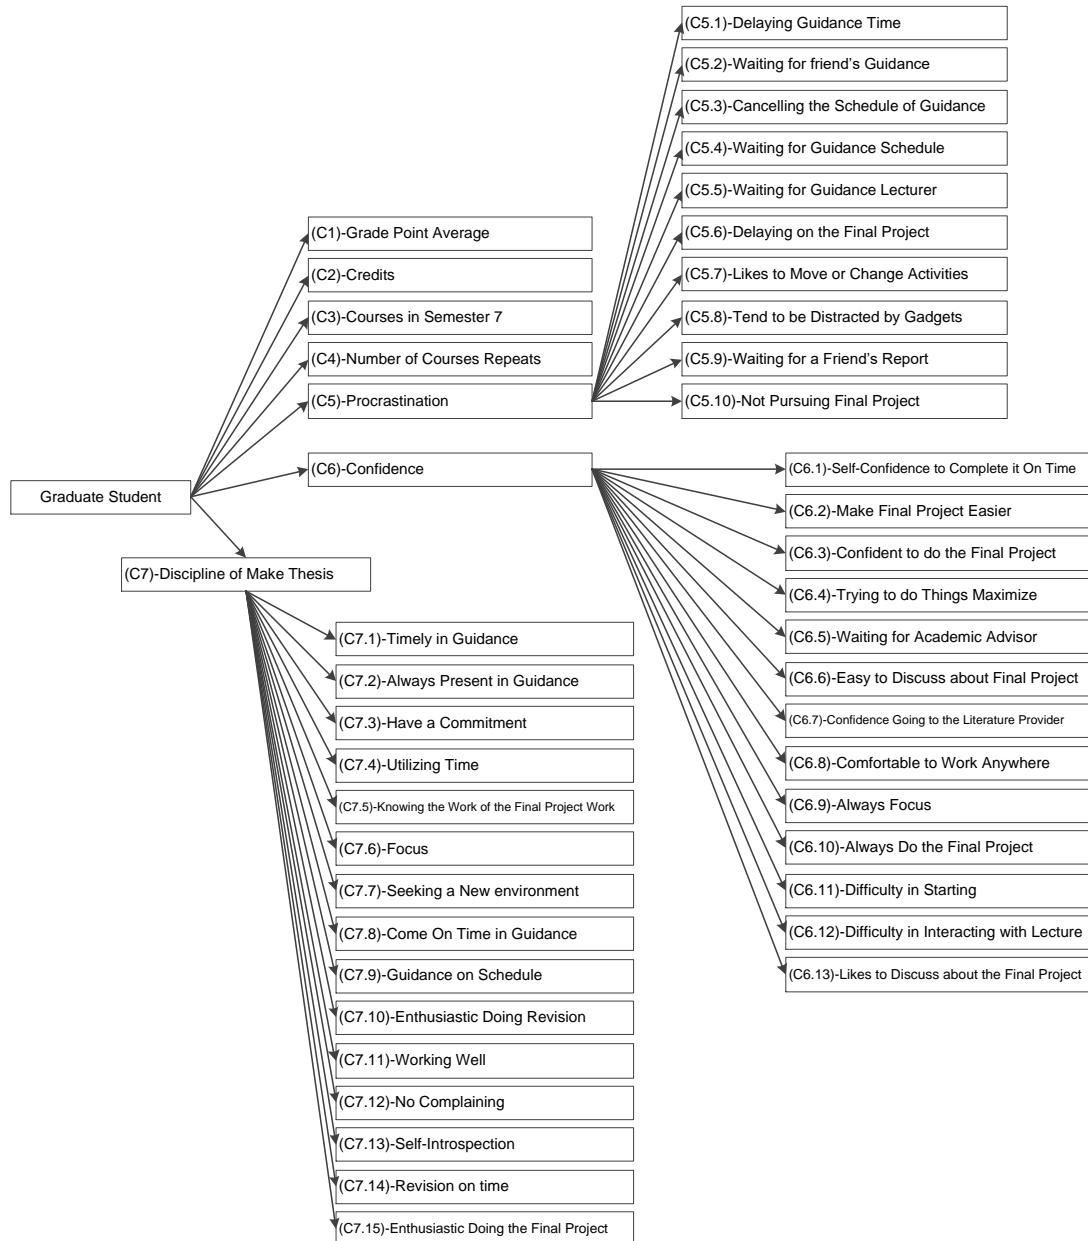 (C5.1)-Delaying Guidance Time
(C5.2)-Waiting for friend's Guidance
(C5.3)-Cancelling the Schedule of Guidance
(C5.4)-Waiting for Guidance Schedule
(C5.5)-Waiting for Guidance Lecturer
(C5.6)-Delaying on the Final Project
(C5.7)-Likes to Move or Change Activities
(C5.8)-Tend to be Distracted by Gadgets
(C5.9)-Waiting for a Friend's Report
(C5.10)-Not Pursuing Final Project
(C1)-Grade Point Average
(C2)-Credits
(C3)-Courses in Semester 7
(C4)-Number of Courses Repeats
(C5)-Procrastination
(C6)-Confidence
Graduate Student
(C7)-Discipline of Make Thesis
(C6.1)-Self-Confidence to Complete it On Time
(C6.2)-Make Final Project Easier
(C6.3)-Confident to do the Final Project
(C6.4)-Trying to do Things Maximize
(C6.5)-Waiting for Academic Advisor
(C6.6)-Easy to Discuss about Final Project
(C6.7)-Confidence Going to the Literature Provider
(C6.8)-Comfortable to Work Anywhere
(C6.9)-Always Focus
(C6.10)-Always Do the Final Project
(C6.11)-Difficulty in Starting
(C6.12)-Difficulty in Interacting with Lecture
(C6.13)-Likes to Discuss about the Final Project
(C7.1)-Timely in Guidance
(C7.2)-Always Present in Guidance
(C7.3)-Have a Commitment
(C7.4)-Utilizing Time
(C7.5)-Knowing the Work of the Final Project Work
(C7.6)-Focus
(C7.7)-Seeking a New environment
(C7.8)-Come On Time in Guidance
(C7.9)-Guidance on Schedule
(C7.10)-Enthusiastic Doing Revision
(C7.11)-Working Well
(C7.12)-No Complaining
(C7.13)-Self-Introspection
(C7.14)-Revision on time
(C7.15)-Enthusiastic Doing the Final Project